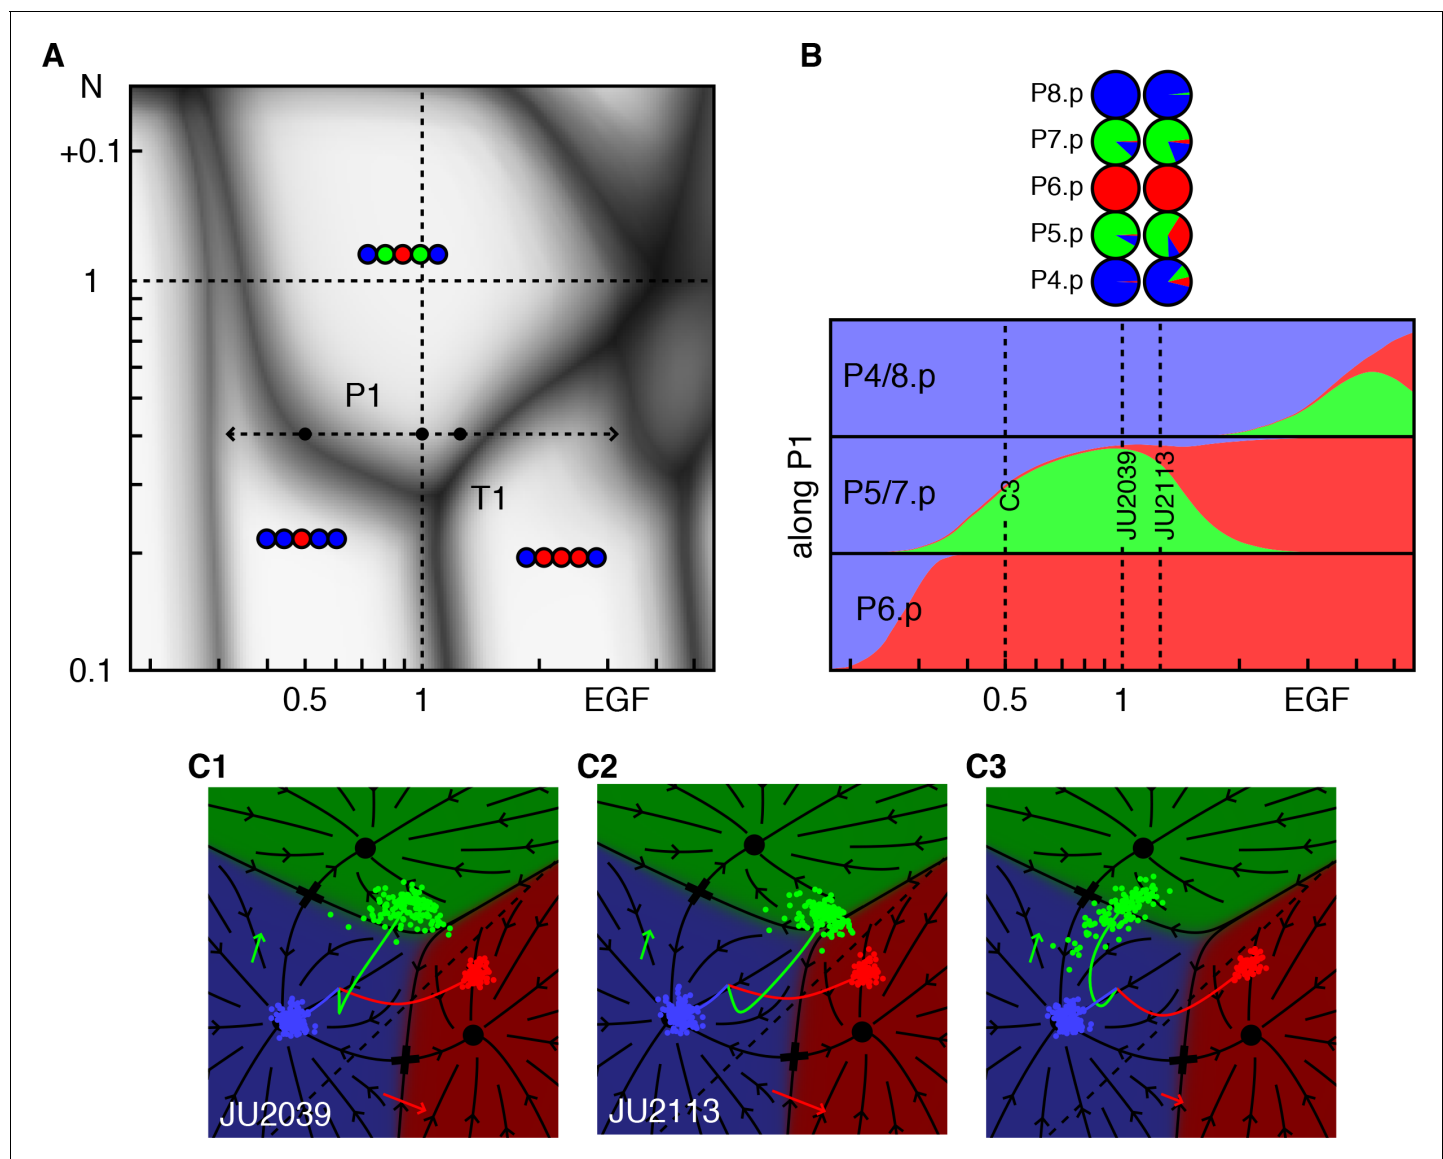 A
N
+0.1
1
0.1
P1
T1
0.5 1 EGF
B
P8.p
P7.p
P6.p
P5.p
P4.p
along P1
P4/8.p
P5/7.p
P6.p
C3
JU2039
JU2113
0.5 1 EGF
C1
JU2039
C2
JU2113
C3